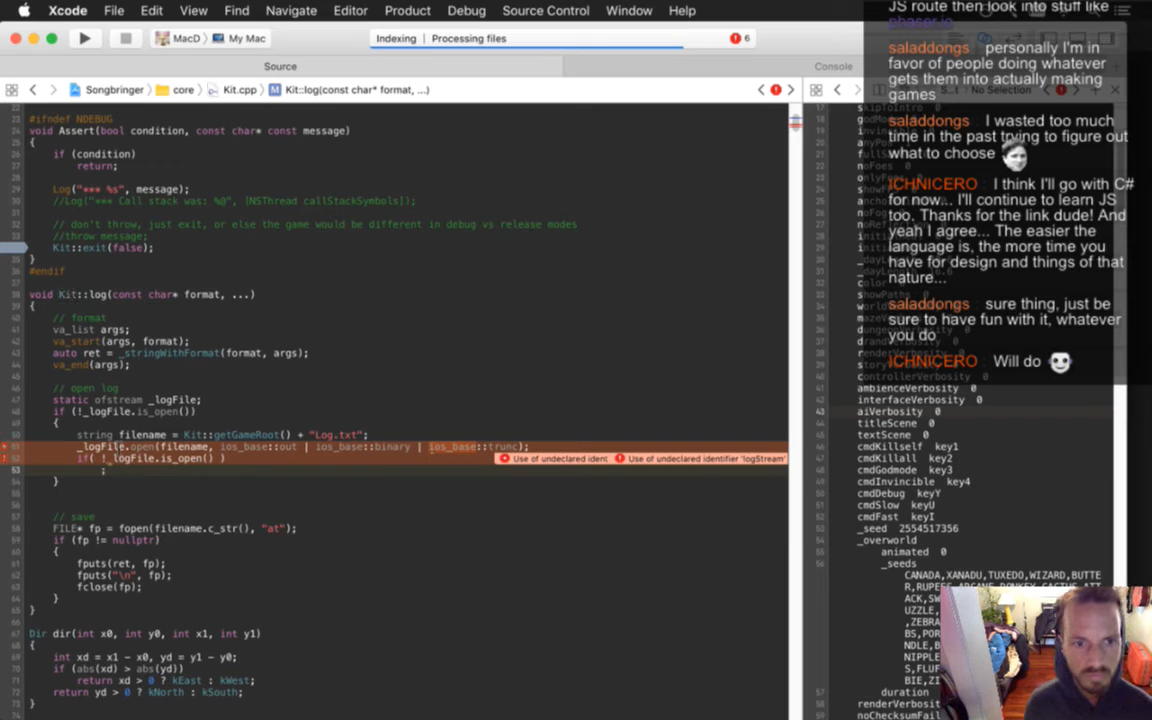 Xcode File Edit View Find Navigate Editor Product Debug Source Control Window Help
MacD My Mac
Indexing | Processing files
6
Source
Console
Songbringer core Kit.cpp Kit::log(const char* format, ...)
No Selection
#ifndef NDEBUG
void Assert(bool condition, const char* const message)
{
if (condition)
return;
Log("*** %s", message);
//Log("*** Call stack was: %@", [NSThread callStackSymbols]);
// don't throw, just exit, or else the game would be different in debug vs release modes
//throw message;
Kit::exit(false);
}
#endif
void Kit::log(const char* format, ...)
{
// format
va_list args;
va_start(args, format);
auto ret = _stringWithFormat(format, args);
va_end(args);
// open log
static ofstream _logFile;
if (!_logFile.is_open())
{
string filename = Kit::getGameRoot() + "Log.txt";
_logFile.open(filename, ios_base::out | ios_base::binary | ios_base::trunc);
if( !_logFile.is_open() )
Use of undeclared ident
Use of undeclared identifier 'logStream'
;
}
// save
FILE* fp = fopen(filename.c_str(), "at");
if (fp != nullptr)
{
fputs(ret, fp);
fputs("\n", fp);
fclose(fp);
}
}
Dir dir(int x0, int y0, int x1, int y1)
{
int xd = x1 - x0, yd = y1 - y0;
if (abs(xd) > abs(yd))
return xd > 0 ? kEast : kWest;
return yd > 0 ? kNorth : kSouth;
}
JS route then look into stuff like
phaser.io
saladdongs personally I'm in
favor of people doing whatever
gets them into actually making
games
saladdongs I wasted too much
time in the past trying to figure out
what to choose
ICHNICERO : I think I'll go with C#
for now... I'll continue to learn JS
too. Thanks for the link dude! And
yeah I agree... The easier the
language is, the more time you
have for design and things of that
nature...
saladdongs sure thing, just be
sure to have fun with it, whatever
you do
ICHNICERO : Will do
controllerVerbosity 0
ambienceVerbosity 0
interfaceVerbosity 0
aiVerbosity 0
titleScene 0
textScene 0
cmdKillself key1
cmdKillall key2
cmdGodmode key3
cmdInvincible key4
cmdDebug keyY
cmdSlow keyU
cmdFast keyI
_seed 2554517356
_overworld
animated 0
_seeds
CANADA,XANADU,TUXEDO,WIZARD,BUTTE
duration
renderVerbosit
noChecksumFail